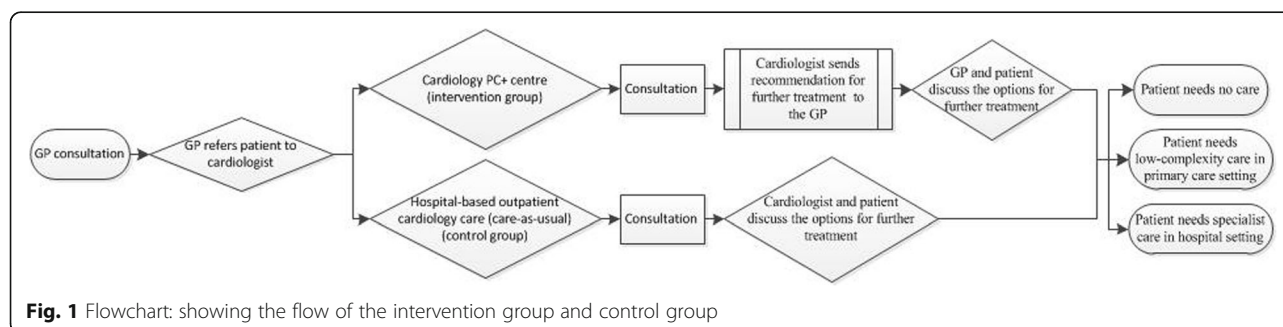 GP consultation
GP refers patient to
cardiologist
Cardiology PC+ centre
(intervention group)
Consultation
Cardiologist sends
recommendation for
further treatment to
the GP
GP and patient
discuss the options for
further treatment
Hospital-based outpatient
cardiology care (care-as-usual)
(control group)
Consultation
Cardiologist and patient
discuss the options for further
treatment
Patient needs no care
Patient needs
low-complexity care in
primary care setting
Patient needs specialist
care in hospital setting
Fig. 1 Flowchart: showing the flow of the intervention group and control group